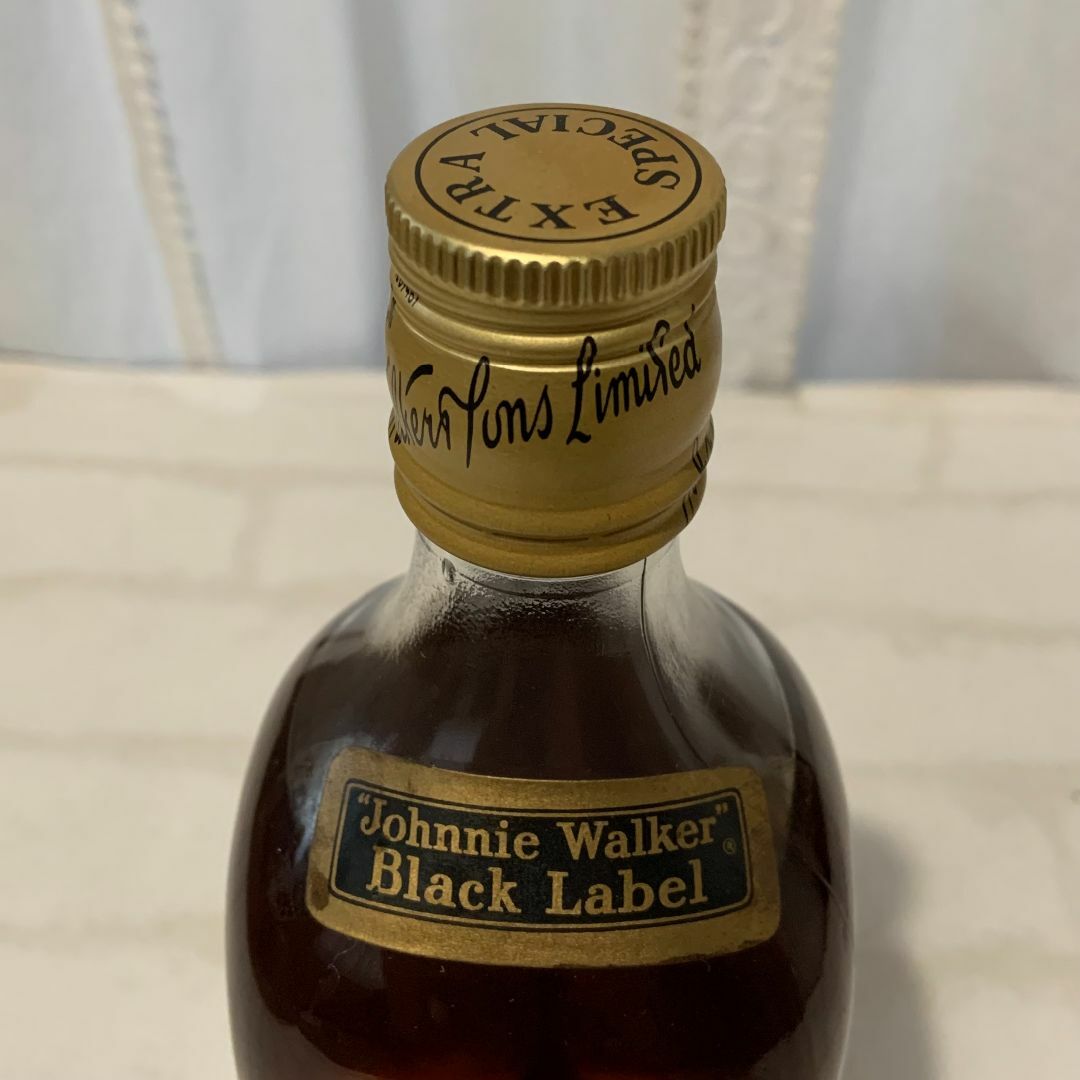 EXTRA SPECIAL
Sons Limited
"Johnnie Walker"
®
Black Label